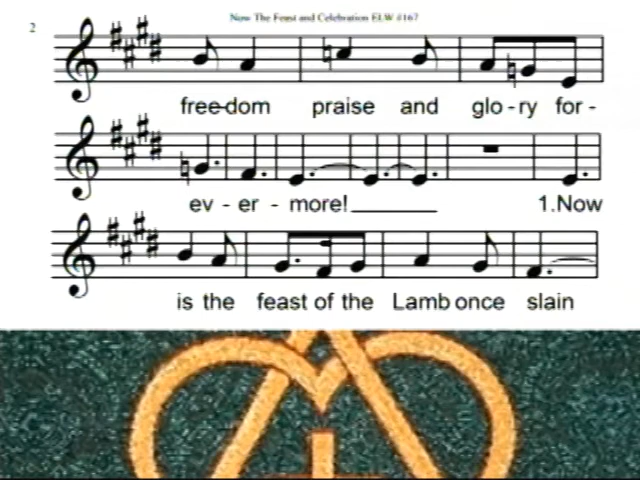 Now The Feast and Celebration ELW #167
2
free-dom praise and glo - ry for -
ev - er - more!
1.Now
is the feast of the Lamb once slain